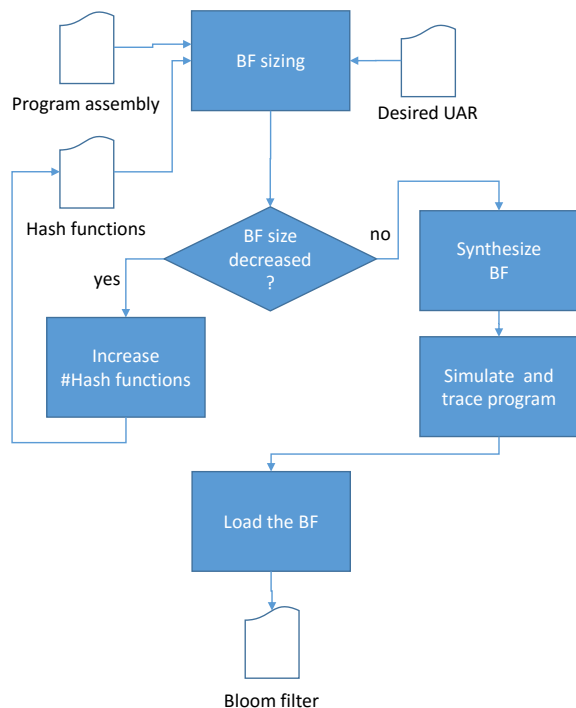 BF sizing
Program assembly
Desired UAR
Hash functions
BF size
decreased
?
no
yes
Synthesize
BF
Increase
#Hash functions
Simulate and
trace program
Load the BF
Bloom filter